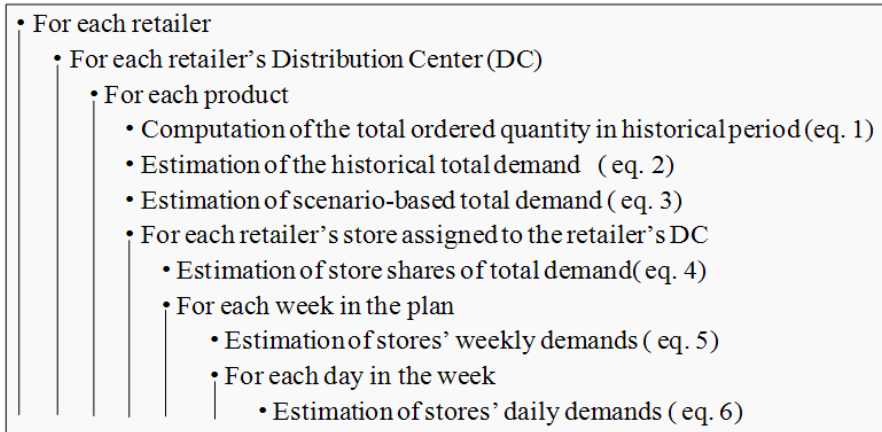 • For each retailer
• For each retailer’s Distribution Center (DC)
• For each product
• Computation of the total ordered quantity in historical period (eq. 1)
• Estimation of the historical total demand ( eq. 2)
• Estimation of scenario-based total demand ( eq. 3)
• For each retailer’s store assigned to the retailer’s DC
• Estimation of store shares of total demand( eq. 4)
• For each week in the plan
• Estimation of stores’ weekly demands ( eq. 5)
• For each day in the week
• Estimation of stores’ daily demands ( eq. 6)